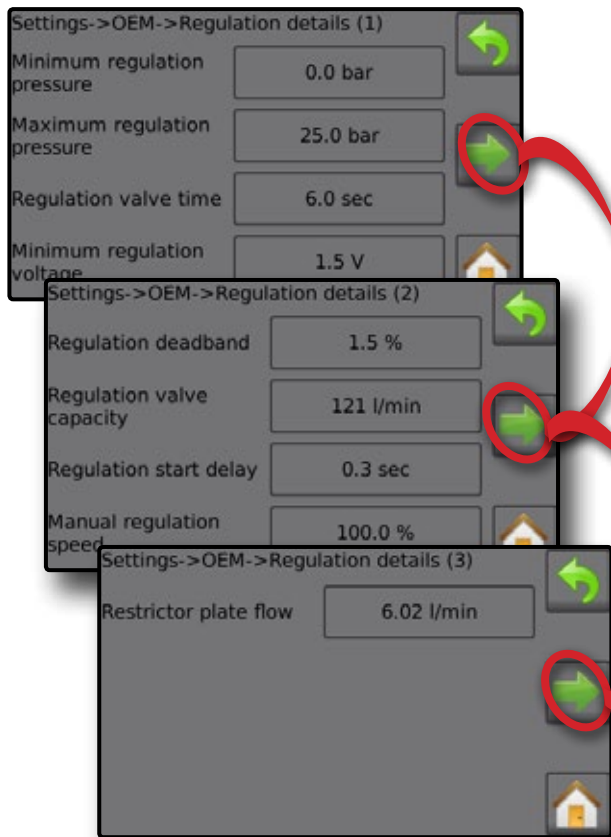 Settings->OEM->Regulation details (1)
Minimum regulation
pressure
0.0 bar
Maximum regulation
pressure
25.0 bar
Regulation valve time
6.0 sec
Minimum regulation
voltage
1.5 V
Settings->OEM->Regulation details (2)
Regulation deadband
1.5 %
Regulation valve
capacity
121 l/min
Regulation start delay
0.3 sec
Manual regulation
speed
100.0 %
Settings->OEM->Regulation details (3)
Restrictor plate flow
6.02 l/min